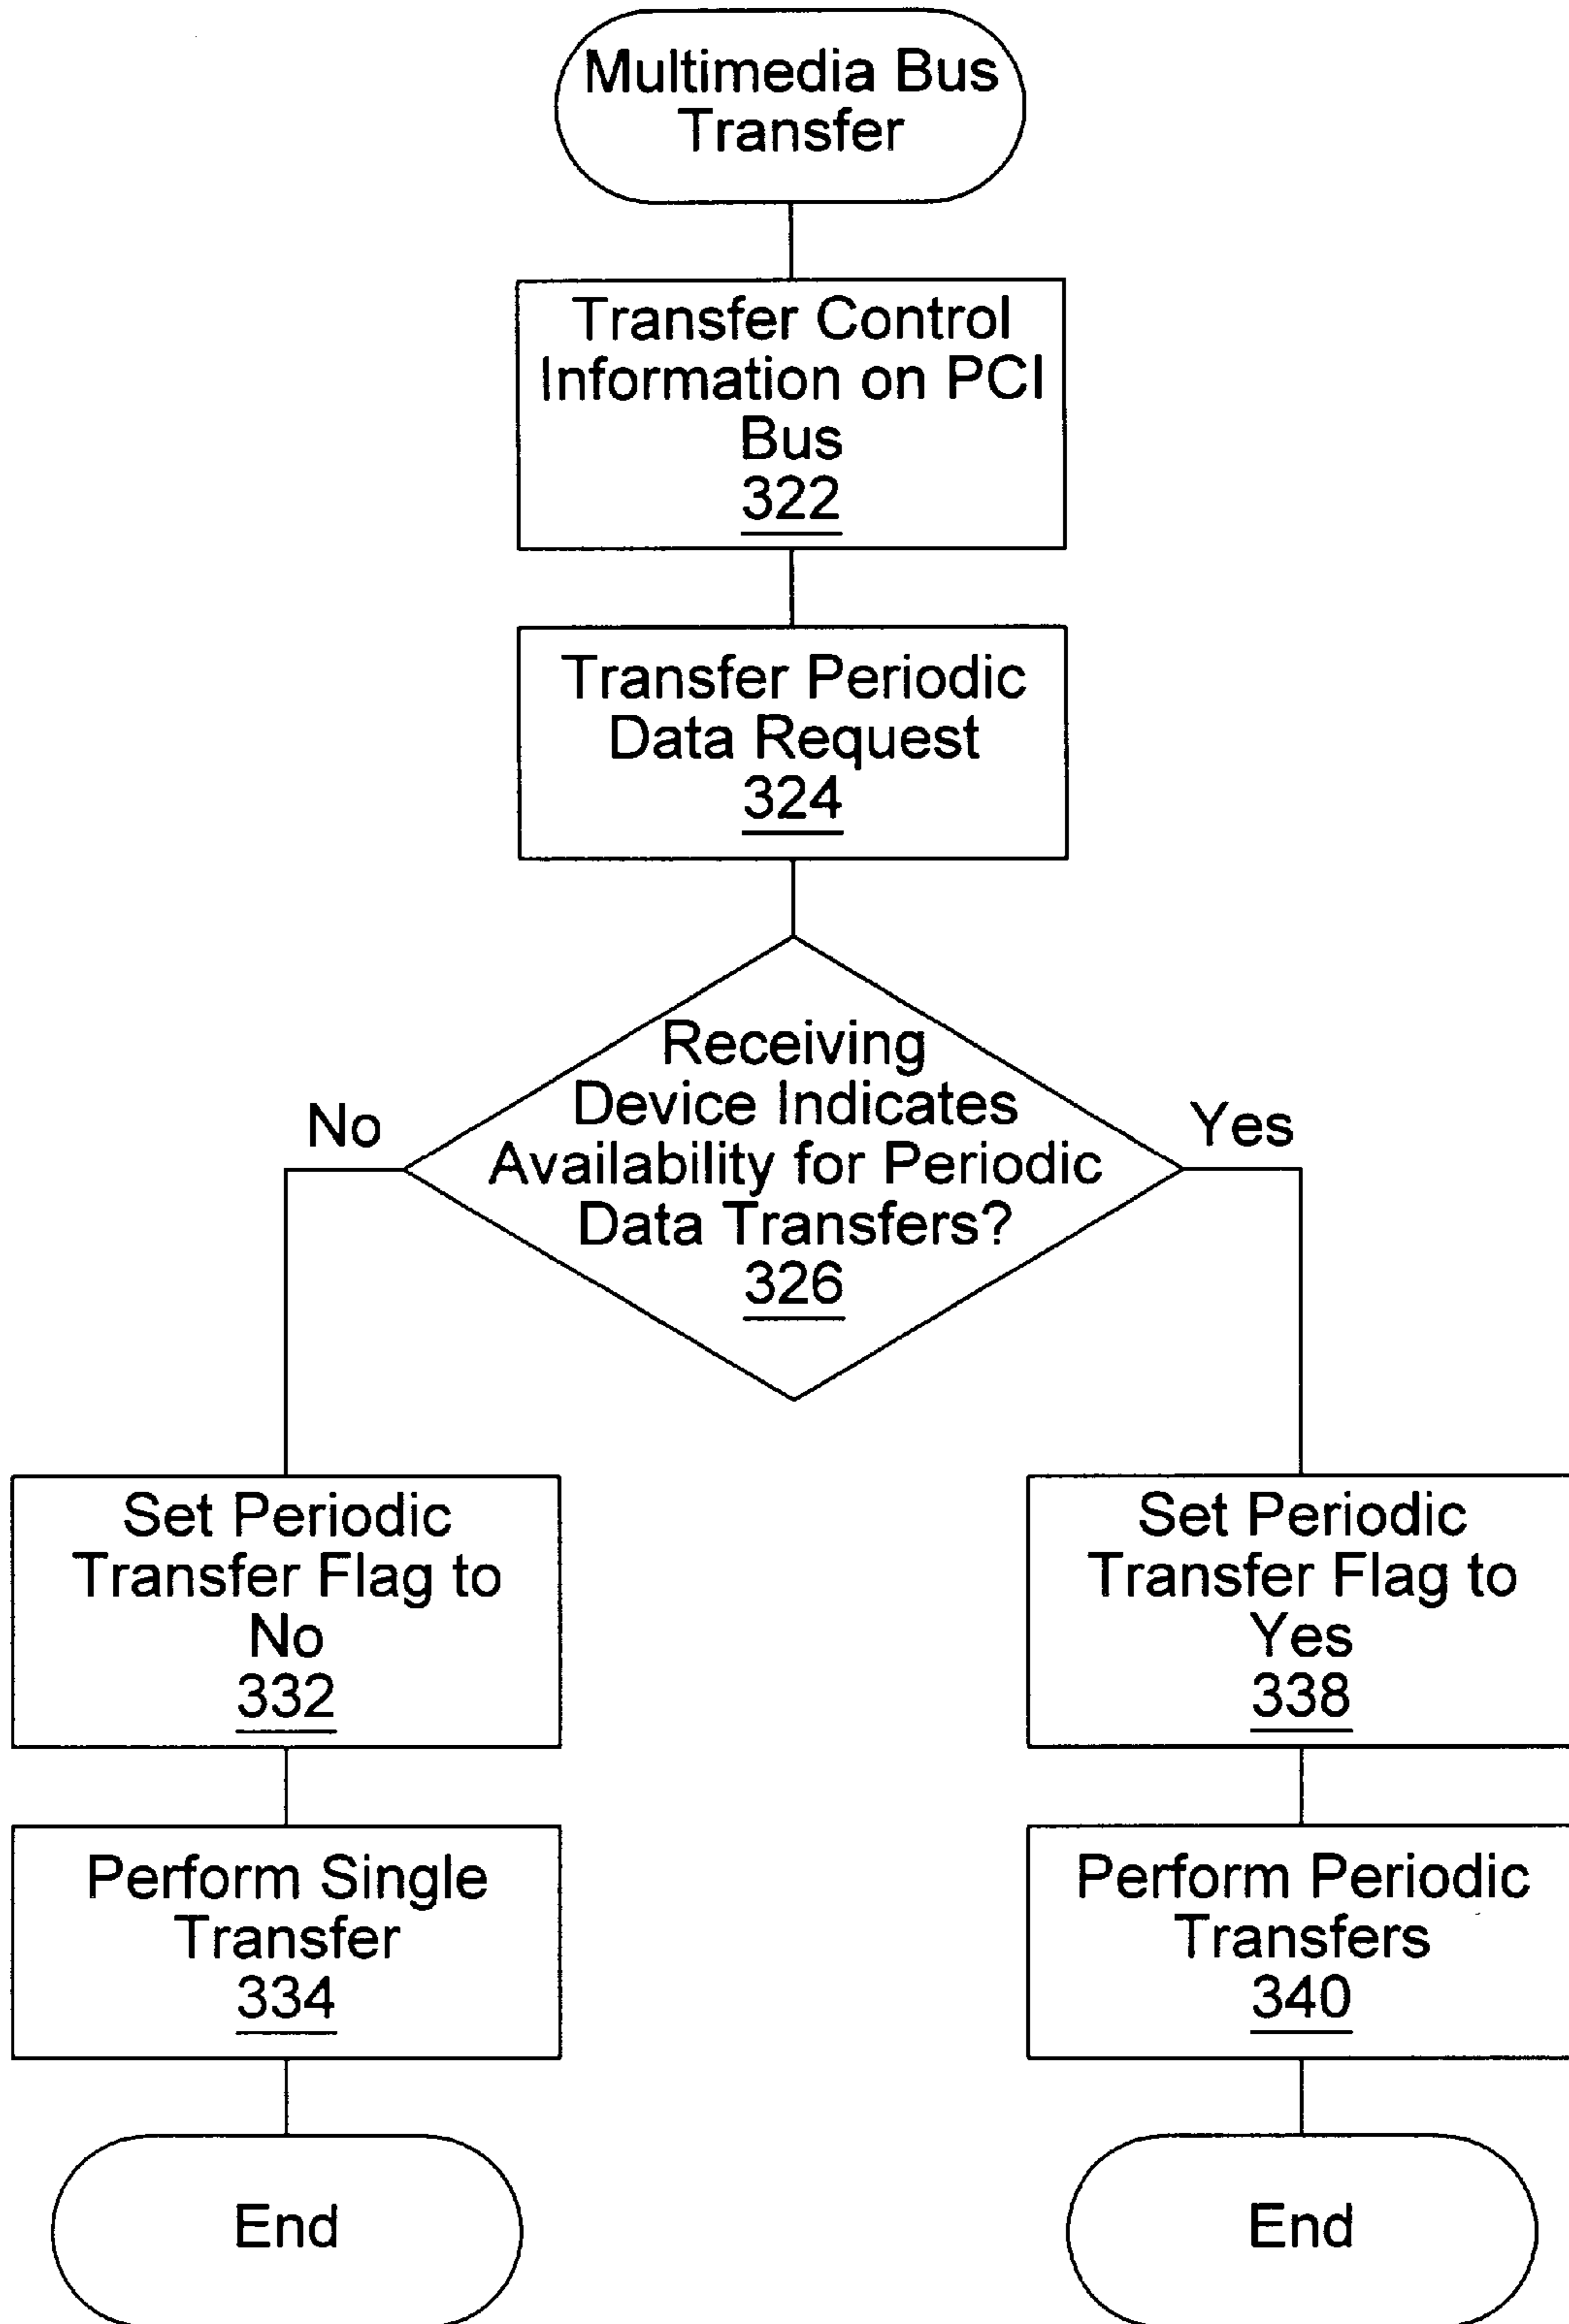 Multimedia Bus
Transfer
Transfer Control
Information on PCI
Bus
322
Transfer Periodic
Data Request
324
Receiving
Device Indicates
Availability for Periodic
Data Transfers?
326
No
Yes
Set Periodic
Transfer Flag to
No
332
Set Periodic
Transfer Flag to
Yes
338
Perform Single
Transfer
334
Perform Periodic
Transfers
340
End
End